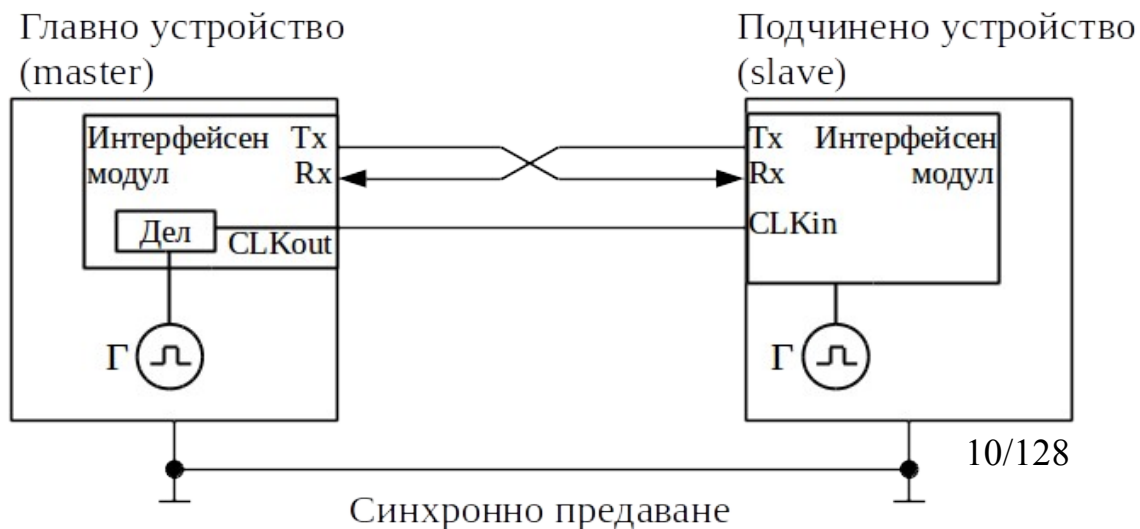 Главно устройство
(master)
Подчинено устройство
(slave)
Интерфейсен
модул
Tx
Rx
Дел
CLKout
Г
Tx
Rx
Интерфейсен
модул
CLKin
Г
10/128
Синхронно предаване